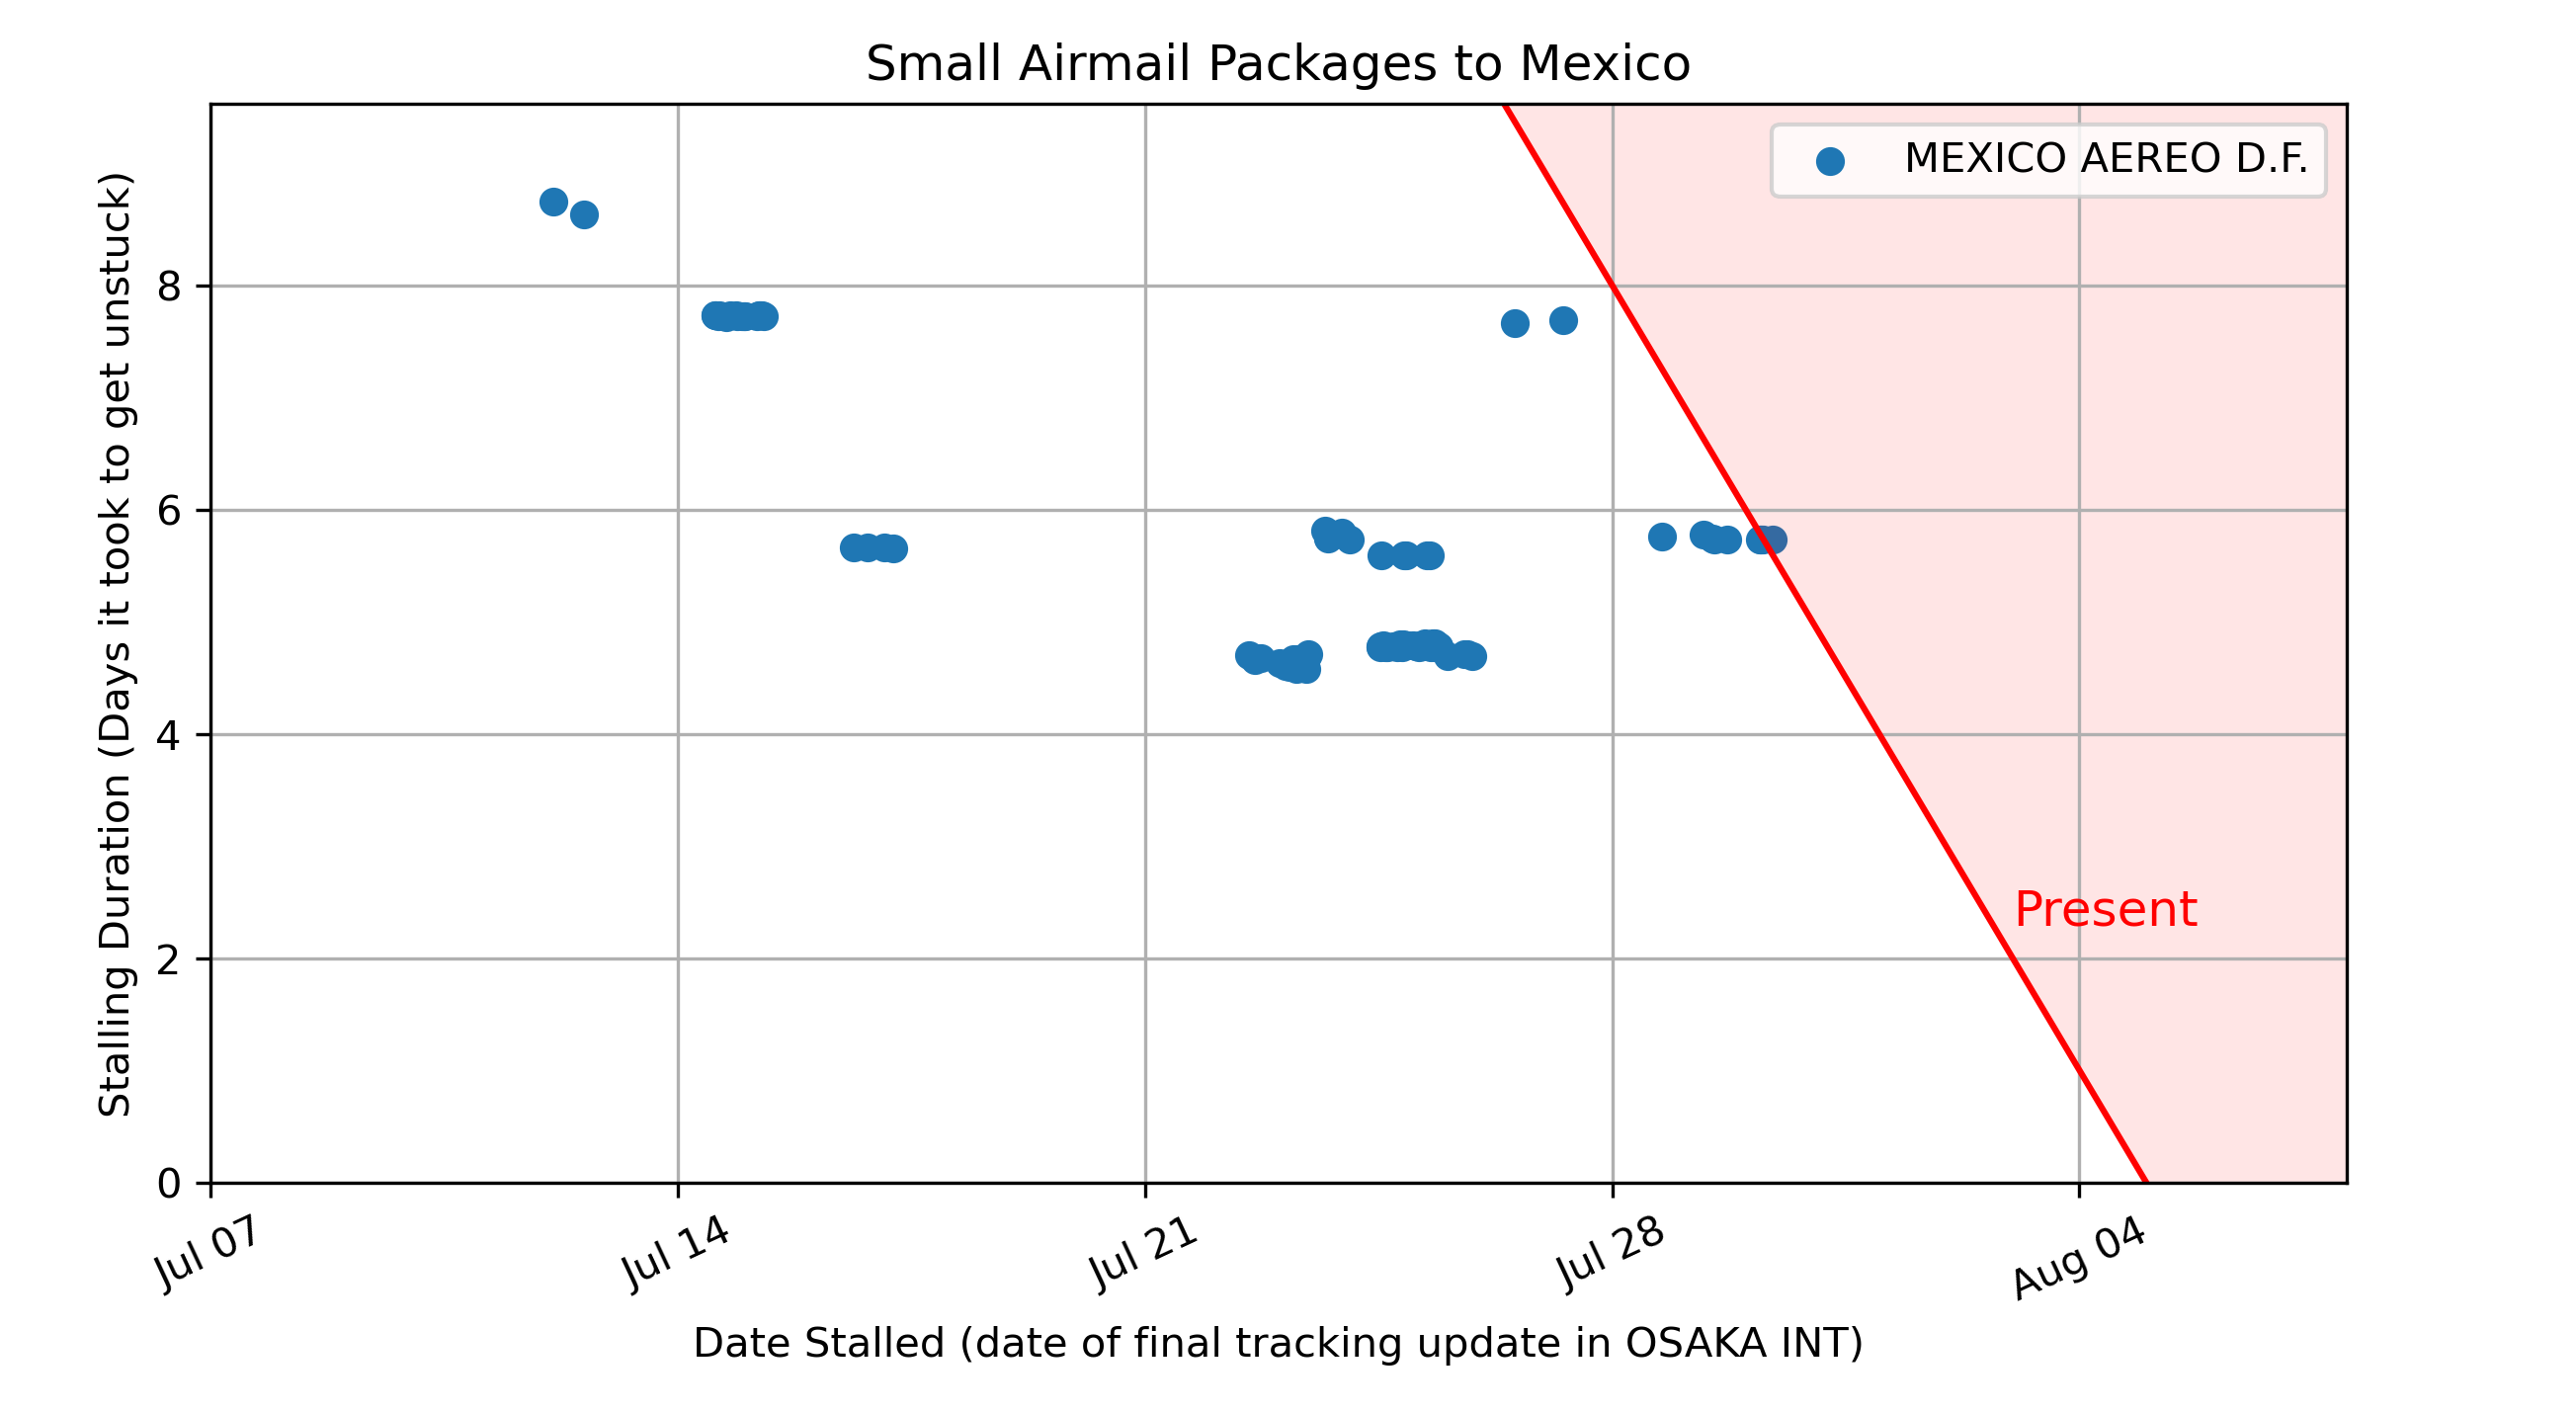 Small Airmail Packages to Mexico
MEXICO AEREO D.F.
Stalling Duration (Days it took to get unstuck)
8
6
4
2
0
Present
Jul 07
Jul 14
Jul 21
Jul 28
Aug 04
Date Stalled (date of final tracking update in OSAKA INT)